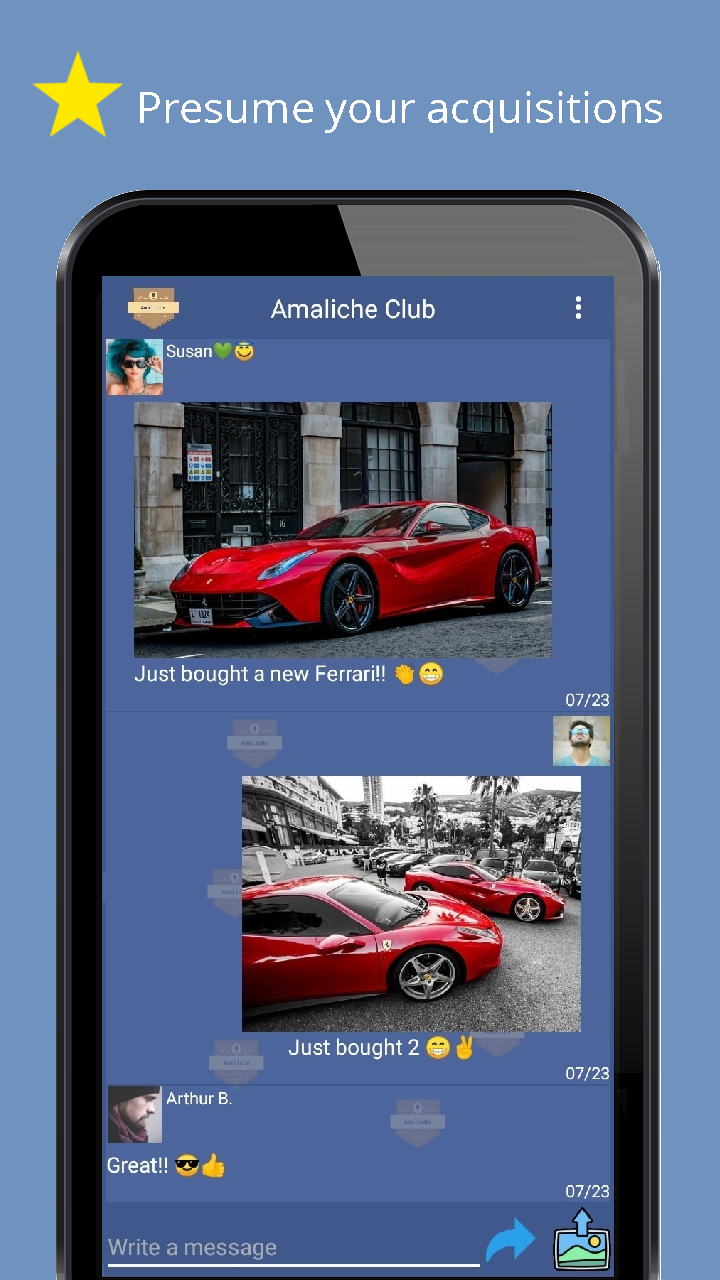 Presume your acquisitions
Amaliche
Amaliche Club
Susan💚😇
Just bought a new Ferrari!! 👏😁
07/23
Just bought 2 😁✌
07/23
Arthur B.
Great!! 😎👍
07/23
Write a message